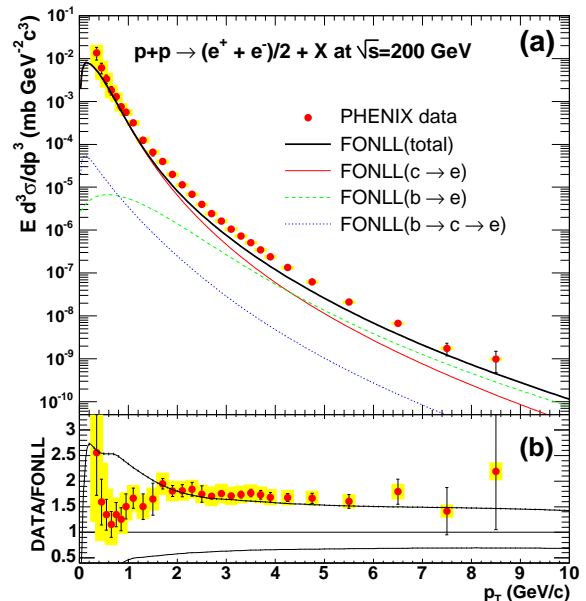 p+p → (e⁺ + e⁻)/2 + X at √s=200 GeV
(a)
E d³σ/dp³ (mb GeV⁻²c³)
10⁻¹
10⁻²
10⁻³
10⁻⁴
10⁻⁵
10⁻⁶
10⁻⁷
10⁻⁸
10⁻⁹
10⁻¹⁰
PHENIX data
FONLL(total)
FONLL(c → e)
FONLL(b → e)
FONLL(b → c → e)
(b)
DATA/FONLL
3
2.5
2
1.5
1
0.5
0 1 2 3 4 5 6 7 8 9 10
p_T (GeV/c)